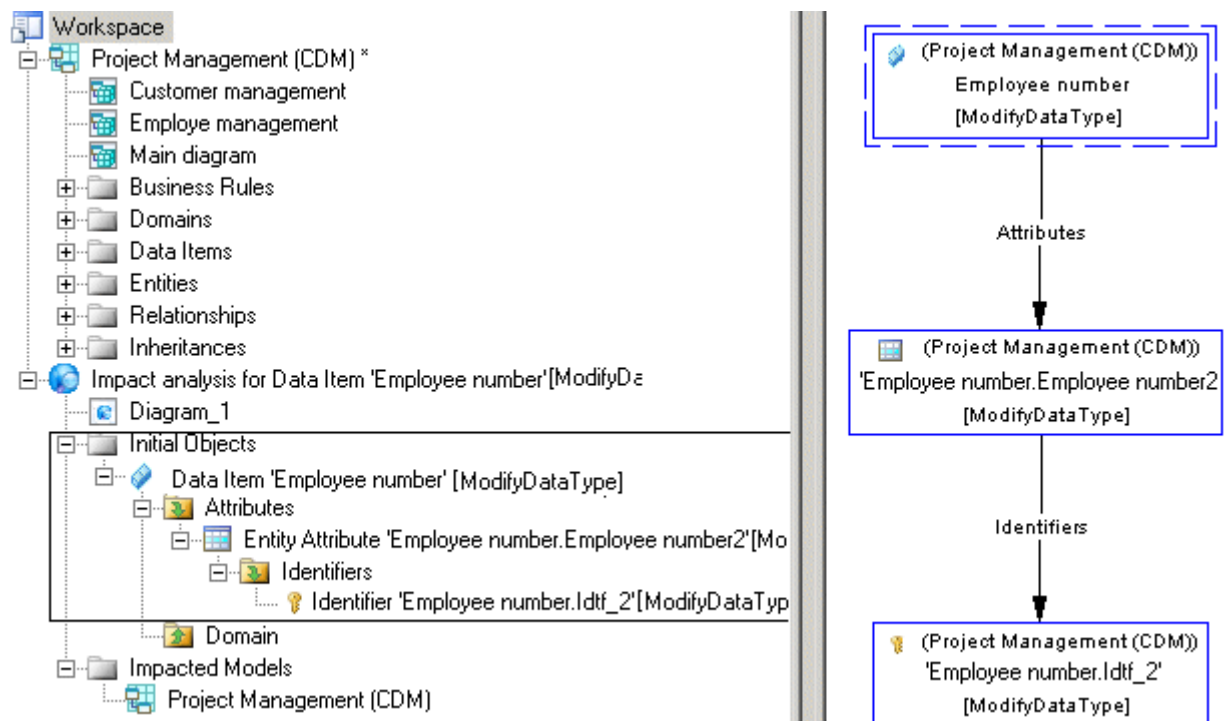 Workspace
Project Management (CDM) *
Customer management
Employe management
Main diagram
Business Rules
Domains
Data Items
Entities
Relationships
Inheritances
Impact analysis for Data Item 'Employee number'[ModifyDa
Diagram_1
Initial Objects
Data Item 'Employee number' [ModifyDataType]
Attributes
Entity Attribute 'Employee number.Employee number2'[Mo
Identifiers
Identifier 'Employee number.Idtf_2'[ModifyDataTyp
Domain
Impacted Models
Project Management (CDM)
(Project Management (CDM))
Employee number
[ModifyDataType]
Attributes
(Project Management (CDM))
'Employee number.Employee number2
[ModifyDataType]
Identifiers
(Project Management (CDM))
'Employee number.Idtf_2'
[ModifyDataType]